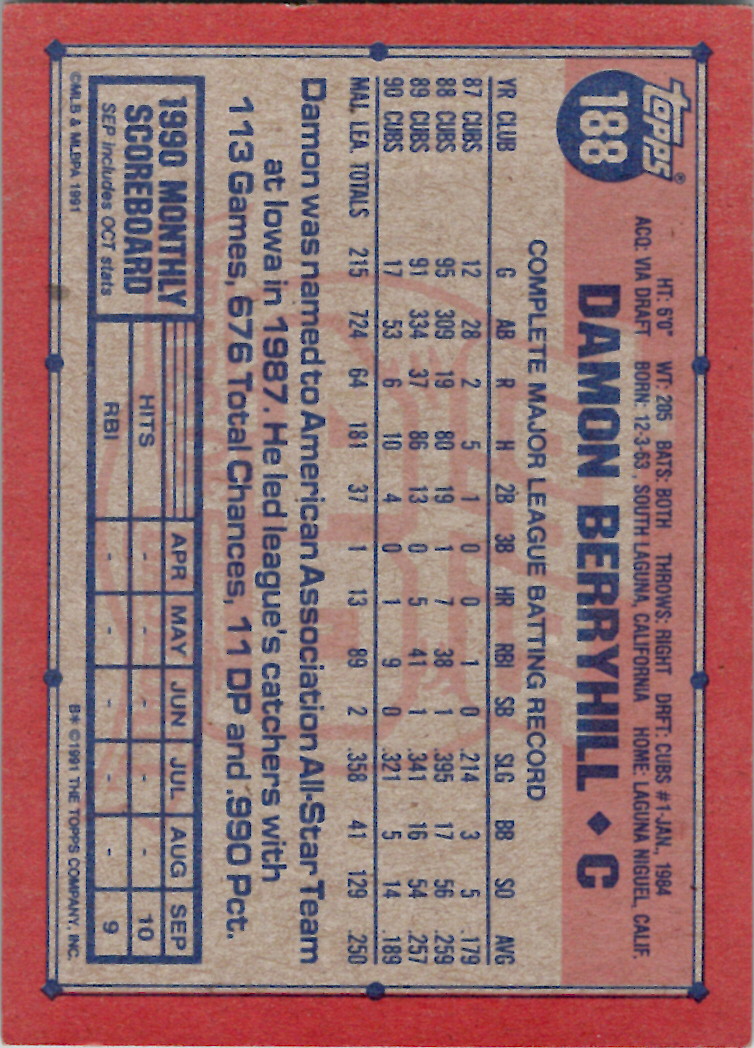 topps®
188
HT: 6'0" WT: 205 BATS: BOTH THROWS: RIGHT DRFT: CUBS #1-JAN., 1984
ACQ: VIA DRAFT BORN: 12-3-63, SOUTH LAGUNA, CALIFORNIA HOME: LAGUNA NIGUEL, CALIF.
DAMON BERRYHILL ◆ C
COMPLETE MAJOR LEAGUE BATTING RECORD
YR CLUB G AB R H 2B 3B HR RBI SB SLG BB SO AVG
87 CUBS 12 28 2 5 1 0 0 1 0 .214 3 5 .179
88 CUBS 95 309 19 80 19 1 7 38 1 .395 17 56 .259
89 CUBS 91 334 37 86 13 0 5 41 1 .341 16 54 .257
90 CUBS 17 53 6 10 4 0 1 9 0 .321 5 14 .189
MAJ. LEA. TOTALS 215 724 64 181 37 1 13 89 2 .358 41 129 .250
Damon was named to American Association All-Star Team
at Iowa in 1987. He led league's catchers with
113 Games, 676 Total Chances, 11 DP and .990 Pct.
1990 MONTHLY
SCOREBOARD
SEP includes OCT stats
APR MAY JUN JUL AUG SEP
HITS - - - - - 10
RBI - - - - - 9
©MLB & MLBPA 1991
B* ©1991 THE TOPPS COMPANY, INC.